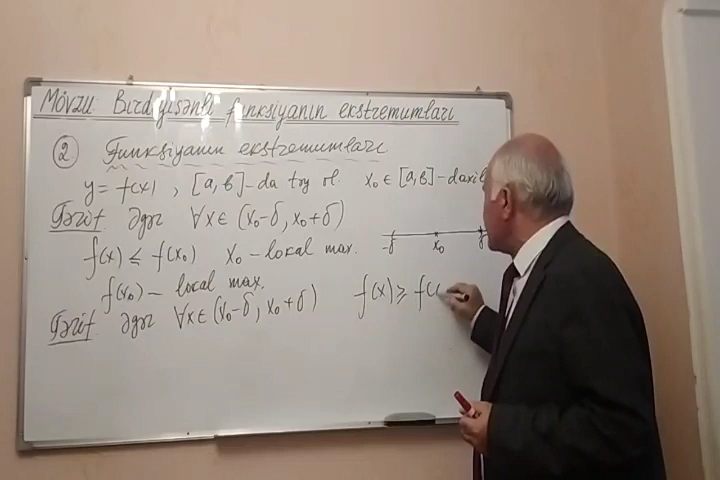 Mövzu: Birdəyişənli funksiyanın ekstremumları
② Funksiyanın ekstremumları
y = f(x), [a,b]-da təy ol. x₀ ∈ [a,b]-daxil
Tərif. Əgər ∀x ∈ (x₀-δ, x₀+δ)
-δ x₀ δ
f(x) ≤ f(x₀) x₀ - lokal max.
f(x₀) - lokal max.
Tərif. Əgər ∀x ∈ (x₀-δ, x₀+δ) f(x) ≥ f(x